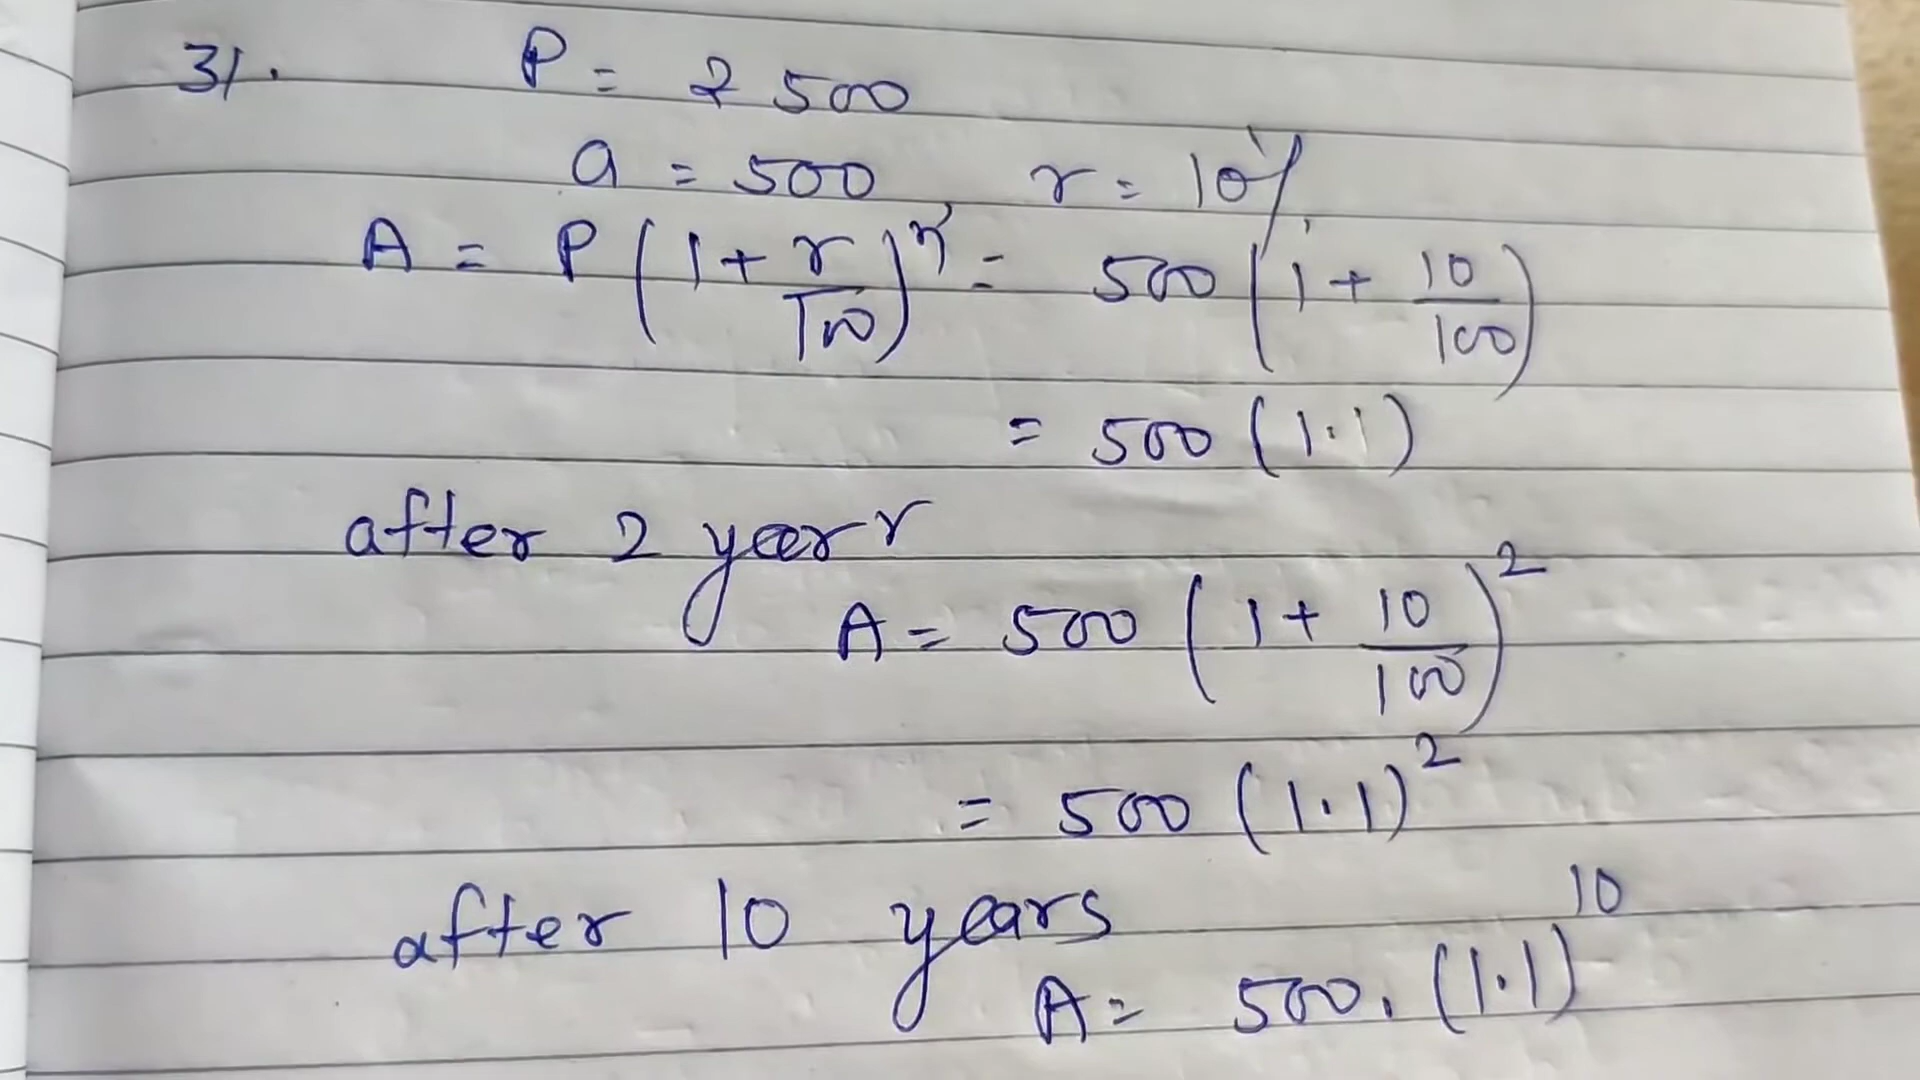 31. P = ₹ 500
a = 500, r = 10%
A = P (1 + r/100)^n = 500 (1 + 10/100)
= 500 (1.1)
after 2 year r
A = 500 (1 + 10/100)^2
= 500 (1.1)^2
after 10 years
A = 500. (1.1)^10